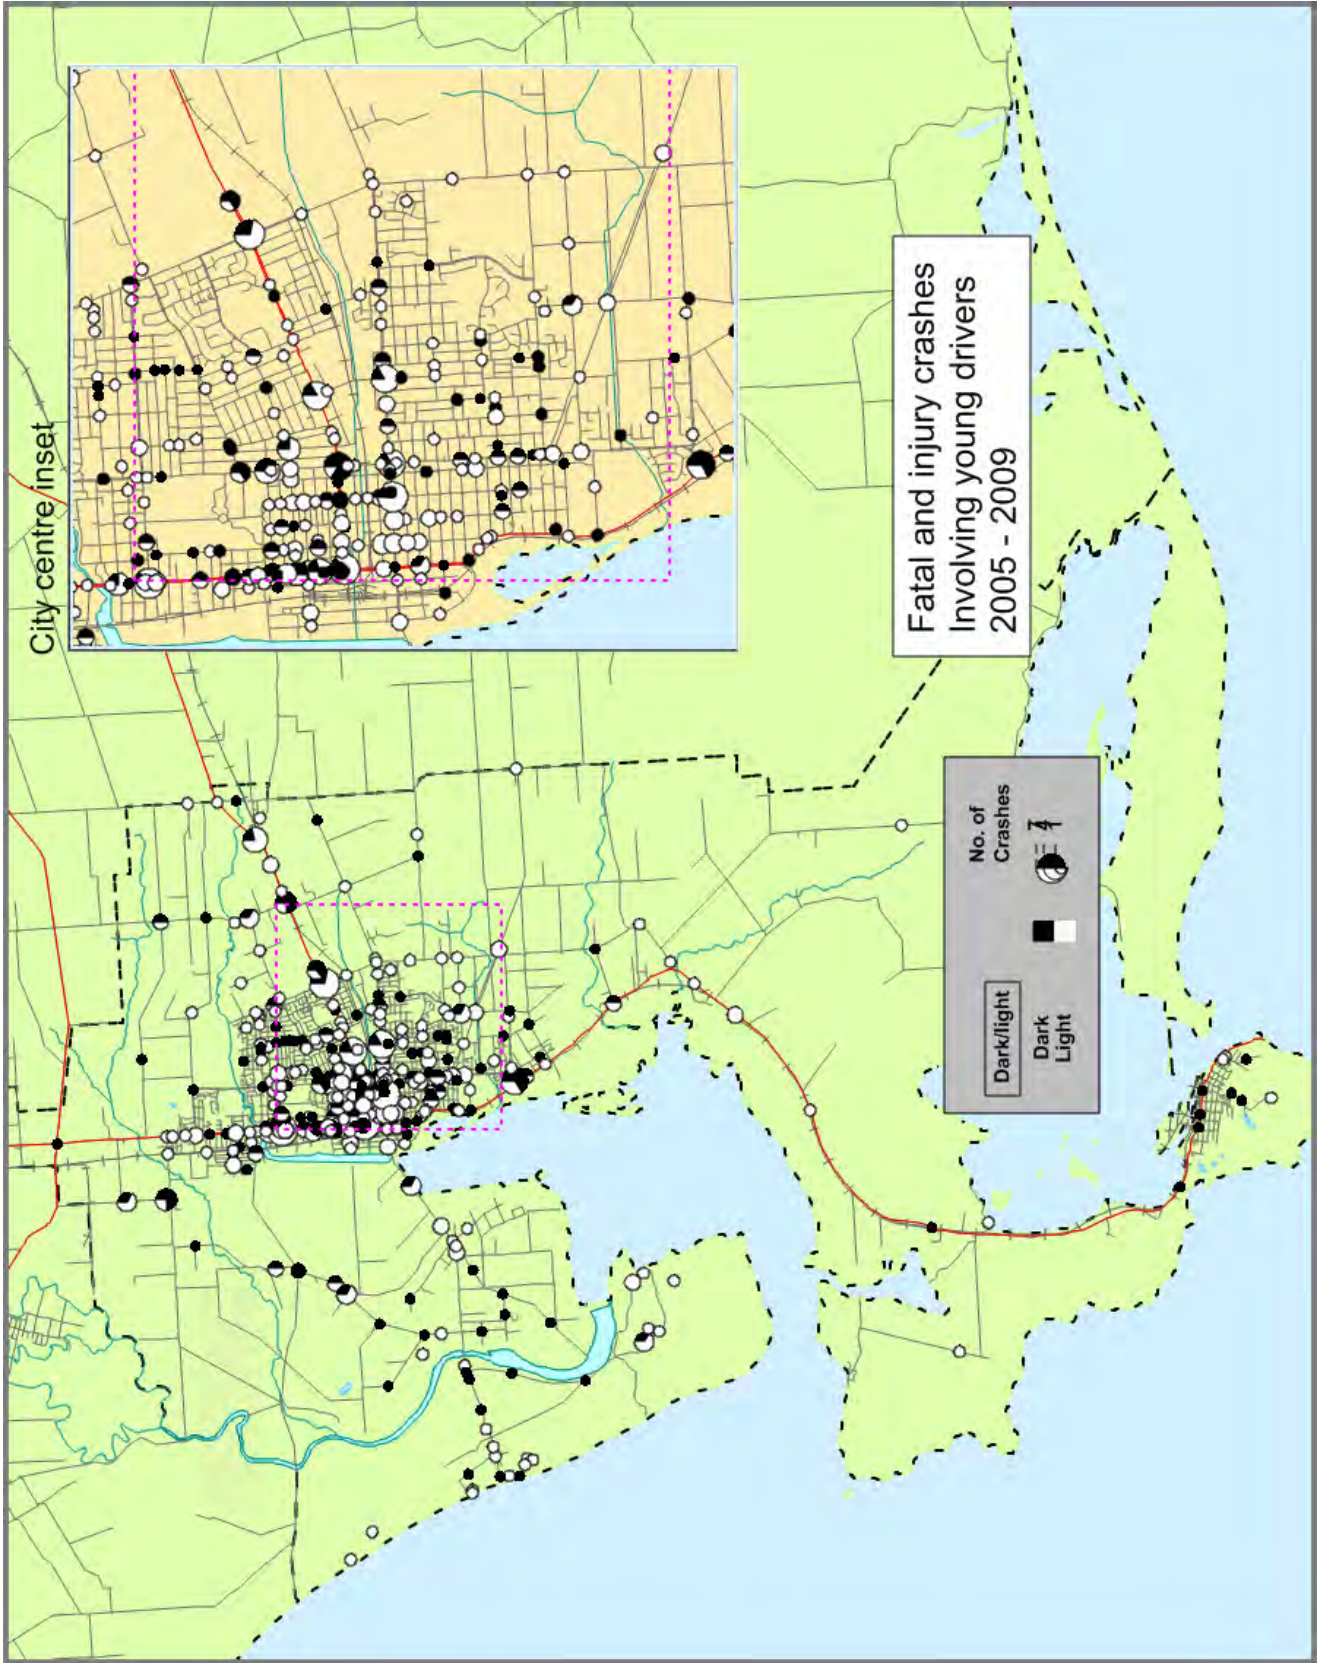 City centre inset
Fatal and injury crashes
Involving young drivers
2005 - 2009
Dark/light
Dark
Light
No. of
Crashes